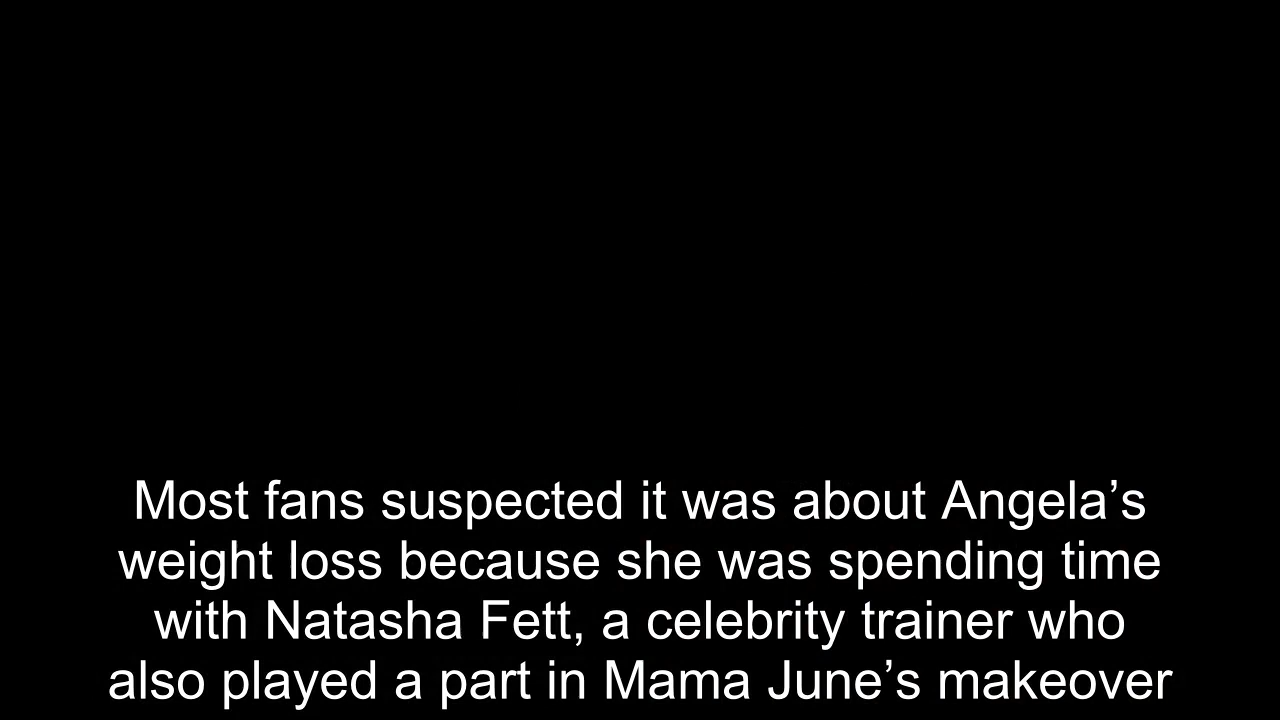 Most fans suspected it was about Angela’s
weight loss because she was spending time
with Natasha Fett, a celebrity trainer who
also played a part in Mama June’s makeover